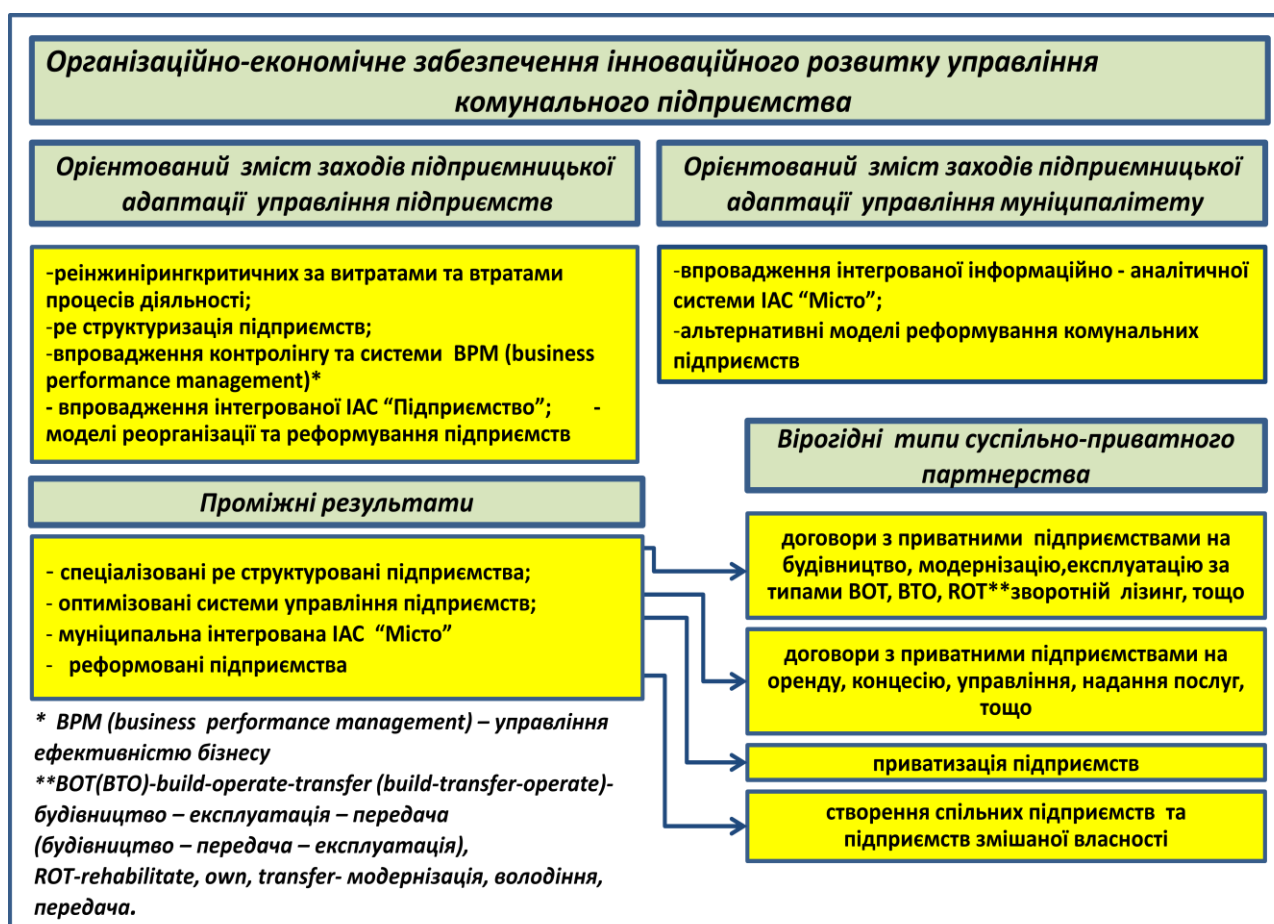 Організаційно-економічне забезпечення інноваційного розвитку управління
комунального підприємства
Орієнтований зміст заходів підприємницької
адаптації управління підприємств
Орієнтований зміст заходів підприємницької
адаптації управління муніципалітету
-реінжинірингкритичних за витратами та втратами
процесів діяльності;
-ре структуризація підприємств;
-впровадження контролінгу та системи BPM (business
performance management)*
- впровадження інтегрованої ІАС “Підприємство”; -
моделі реорганізації та реформування підприємств
-впровадження інтегрованої інформаційно - аналітичної
системи ІАС “Місто”;
-альтернативні моделі реформування комунальних
підприємств
Проміжні результати
- спеціалізовані ре структуровані підприємства;
- оптимізовані системи управління підприємств;
- муніципальна інтегрована ІАС “Місто”
- реформовані підприємства
Вірогідні типи суспільно-приватного
партнерства
договори з приватними підприємствами на
будівництво, модернізацію,експлуатацію за
типами BOT, BTO, ROT**зворотній лізинг, тощо
договори з приватними підприємствами на
оренду, концесію, управління, надання послуг,
тощо
приватизація підприємств
створення спільних підприємств та
підприємств змішаної власності
* BPM (business performance management) – управління
ефективністю бізнесу
**BOT(BTO)-build-operate-transfer (build-transfer-operate)-
будівництво – експлуатація – передача
(будівництво – передача – експлуатація),
ROT-rehabilitate, own, transfer- модернізація, володіння,
передача.